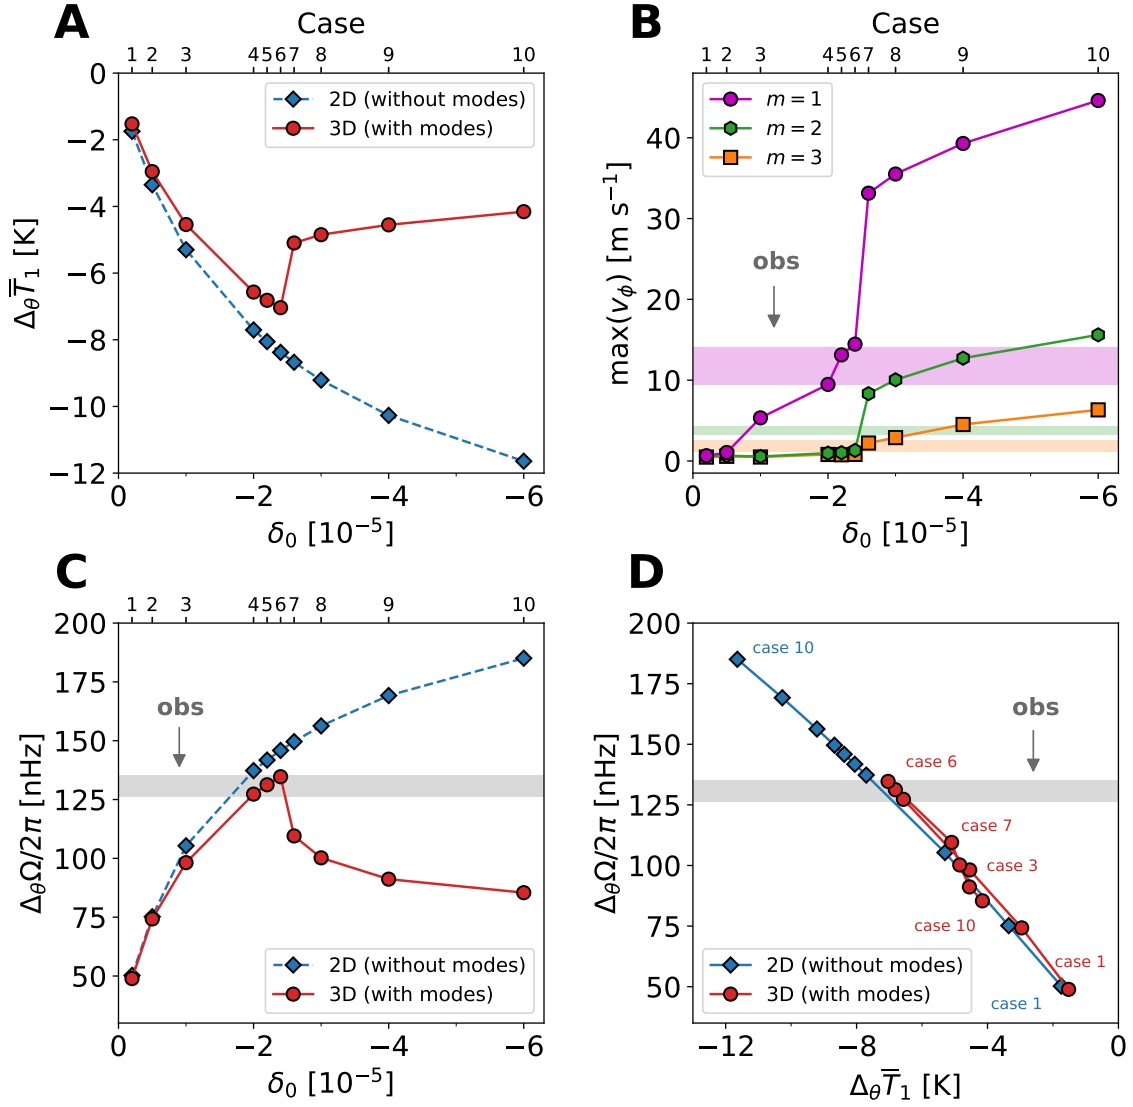 A
Case
1 2 3 4 5 6 7 8 9 10
0
−2
−4
−6
−8
−10
−12
Δ_θ T̿₁ [K]
2D (without modes)
3D (with modes)
0 −2 −4 −6
δ₀ [10⁻⁵]
B
Case
1 2 3 4 5 6 7 8 9 10
m = 1
m = 2
m = 3
obs
40
30
20
10
0
max(v_ϕ) [m s⁻¹]
0 −2 −4 −6
δ₀ [10⁻⁵]
C
1 2 3 4 5 6 7 8 9 10
200
175
150
125
100
75
50
Δ_θΩ/2π [nHz]
obs
2D (without modes)
3D (with modes)
0 −2 −4 −6
δ₀ [10⁻⁵]
D
200
175
150
125
100
75
50
Δ_θΩ/2π [nHz]
case 10
obs
case 6
case 7
case 3
case 10
case 1
case 1
2D (without modes)
3D (with modes)
−12 −8 −4 0
Δ_θ T̿₁ [K]